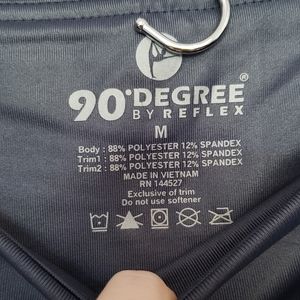 90°DEGREE®
BY REFLEX
M
Body : 88% POLYESTER 12% SPANDEX
Trim1 : 88% POLYESTER 12% SPANDEX
Trim2 : 88% POLYESTER 12% SPANDEX
MADE IN VIETNAM
RN 144527
Exclusive of trim
Do not use softener